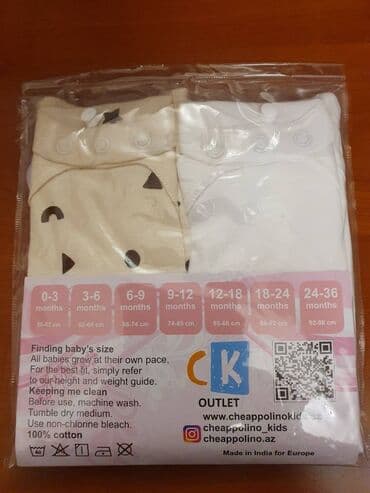 0-3 months
3-6 months
6-9 months
9-12 months
12-18 months
18-24 months
24-36 months
Finding baby's size
All babies grow at their own pace.
For the best fit, simply refer
to our height and weight guide.
Keeping me clean
Before use, machine wash.
Tumble dry medium.
Use non-chlorine bleach.
100% cotton
CK
OUTLET
www.cheappolinokids.az
cheappolino_kids
cheappolino.az
Made in India for Europe